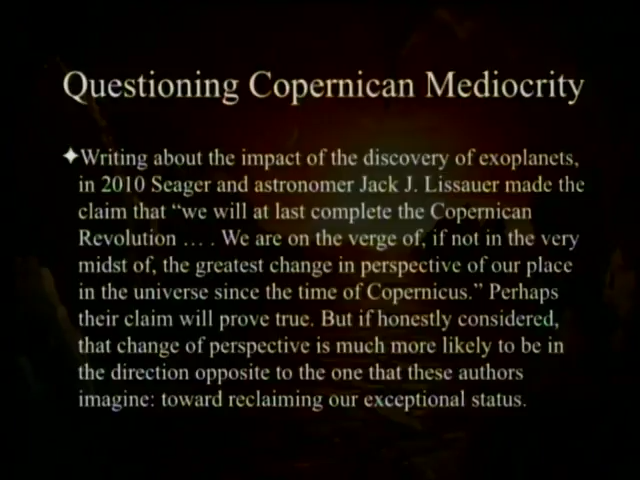 Questioning Copernican Mediocrity
✦Writing about the impact of the discovery of exoplanets,
in 2010 Seager and astronomer Jack J. Lissauer made the
claim that “we will at last complete the Copernican
Revolution … . We are on the verge of, if not in the very
midst of, the greatest change in perspective of our place
in the universe since the time of Copernicus.” Perhaps
their claim will prove true. But if honestly considered,
that change of perspective is much more likely to be in
the direction opposite to the one that these authors
imagine: toward reclaiming our exceptional status.